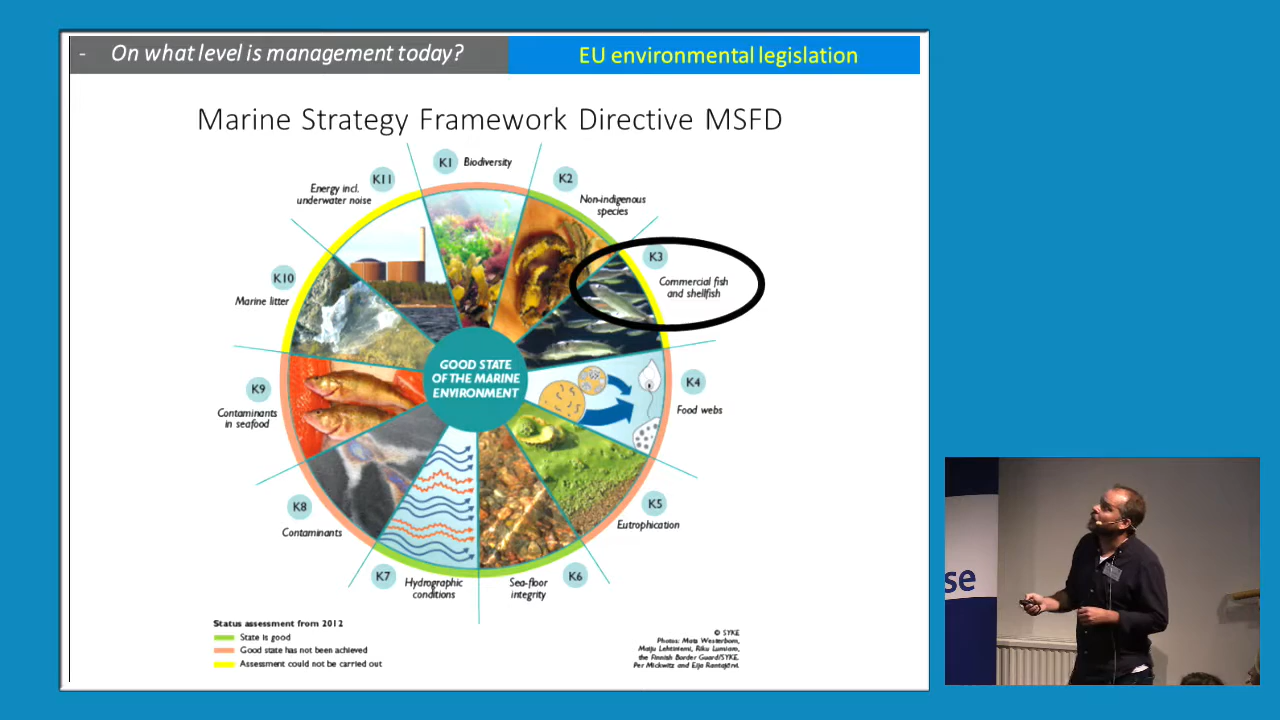 - On what level is management today?
EU environmental legislation
Marine Strategy Framework Directive MSFD
K1 Biodiversity
K2
Non-indigenous
species
K3
Commercial fish
and shellfish
K4
Food webs
K5
Eutrophication
K6
Sea-floor
integrity
K7
Hydrographic
conditions
K8
Contaminants
K9
Contaminants
in seafood
K10
Marine litter
K11
Energy incl.
underwater noise
GOOD STATE
OF THE MARINE
ENVIRONMENT
Status assessment from 2012
State is good
Good state has not been achieved
Assessment could not be carried out
© SYKE
Photos: Mats Westerbom,
Maiju Lehtiniemi, Riku Lumiaro,
the Finnish Border Guard/SYKE,
Per Mickwitz and Eija Rantajärvi.
se